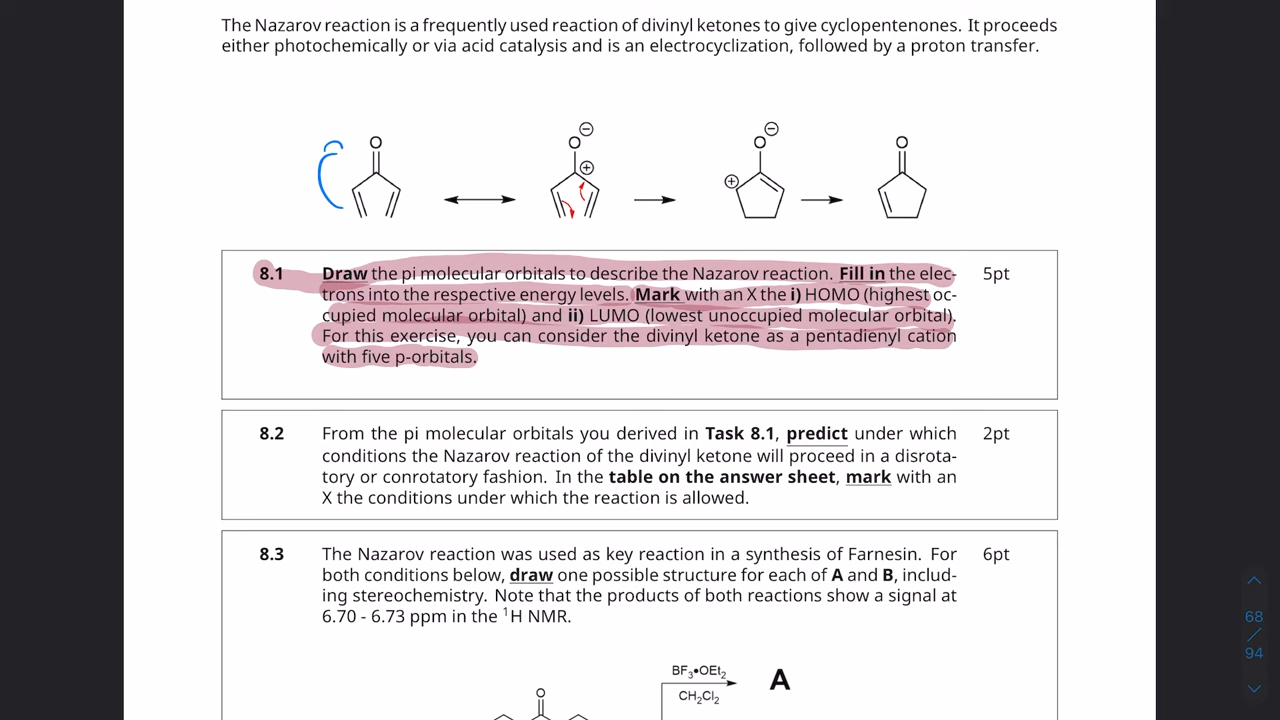 The Nazarov reaction is a frequently used reaction of divinyl ketones to give cyclopentenones. It proceeds
either photochemically or via acid catalysis and is an electrocyclization, followed by a proton transfer.
O O ⊖ O ⊖ O
⊕ ⊕
8.1 Draw the pi molecular orbitals to describe the Nazarov reaction. Fill in the elec- 5pt
trons into the respective energy levels. Mark with an X the i) HOMO (highest oc-
cupied molecular orbital) and ii) LUMO (lowest unoccupied molecular orbital).
For this exercise, you can consider the divinyl ketone as a pentadienyl cation
with five p-orbitals.
8.2 From the pi molecular orbitals you derived in Task 8.1, predict under which 2pt
conditions the Nazarov reaction of the divinyl ketone will proceed in a disrota-
tory or conrotatory fashion. In the table on the answer sheet, mark with an
X the conditions under which the reaction is allowed.
8.3 The Nazarov reaction was used as key reaction in a synthesis of Farnesin. For 6pt
both conditions below, draw one possible structure for each of A and B, includ-
ing stereochemistry. Note that the products of both reactions show a signal at
6.70 - 6.73 ppm in the ¹H NMR.
68
/
94
BF₃•OEt₂
A
CH₂Cl₂
O